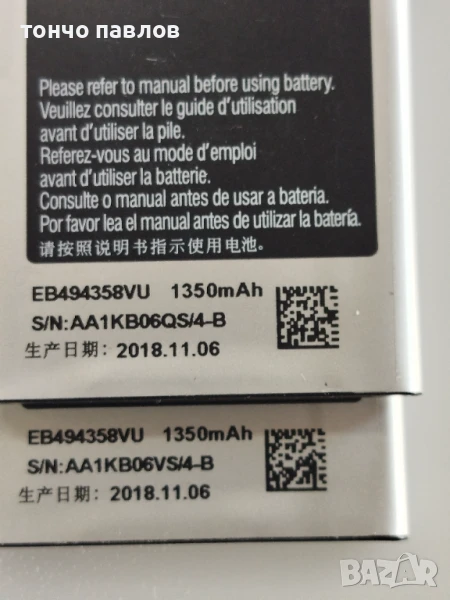 тончо павлов
Please refer to manual before using battery.
Veuillez consulter le guide d'utilisation
avant d'utiliser la pile.
Referez-vous au mode d'emploi
avant d'utiliser la batterie.
Consulte o manual antes de usar a bateria.
Por favor lea el manual antes de utilizar la batería.
请按照说明书指示使用电池。
EB494358VU 1350mAh
S/N:AA1KB06QS/4-B
生产日期: 2018.11.06
EB494358VU 1350mAh
S/N:AA1KB06VS/4-B
生产日期: 2018.11.06
BAZAR